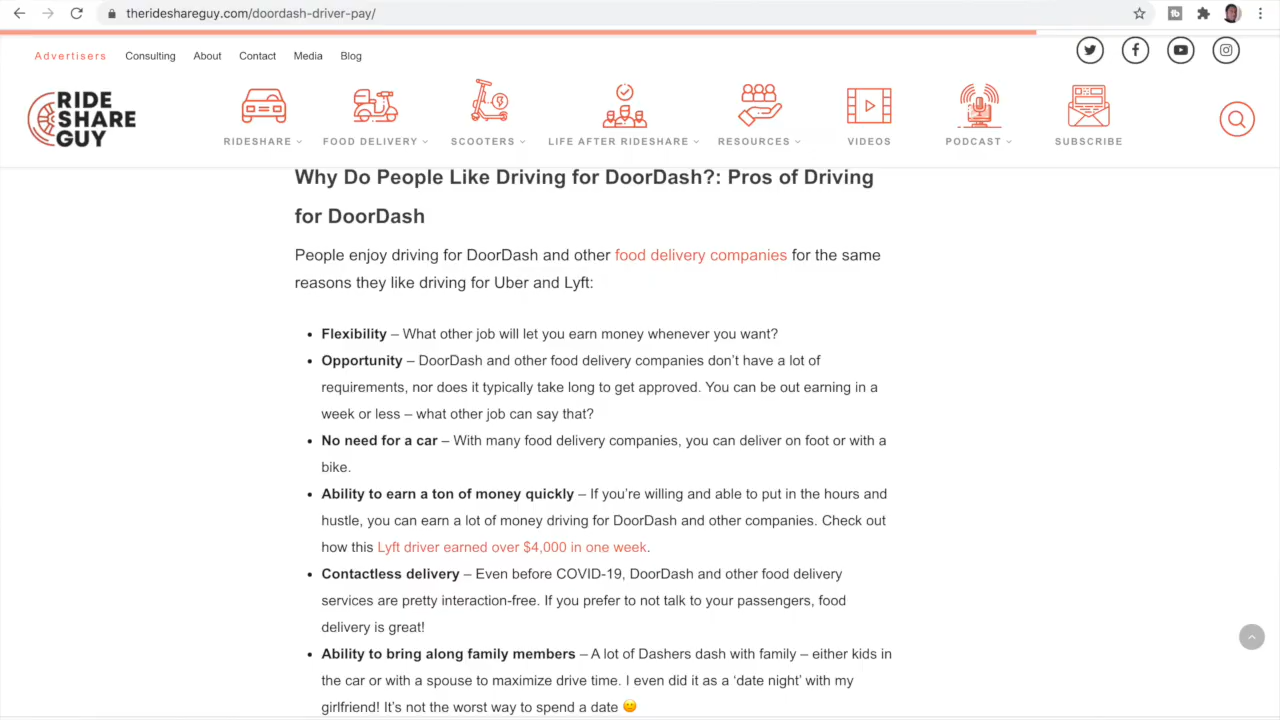 therideshareguy.com/doordash-driver-pay/
Advertisers Consulting About Contact Media Blog
RIDE
SHARE
GUY
RIDESHARE FOOD DELIVERY SCOOTERS LIFE AFTER RIDESHARE RESOURCES VIDEOS PODCAST SUBSCRIBE
Why Do People Like Driving for DoorDash?: Pros of Driving
for DoorDash
People enjoy driving for DoorDash and other food delivery companies for the same
reasons they like driving for Uber and Lyft:
• Flexibility – What other job will let you earn money whenever you want?
• Opportunity – DoorDash and other food delivery companies don’t have a lot of
requirements, nor does it typically take long to get approved. You can be out earning in a
week or less – what other job can say that?
• No need for a car – With many food delivery companies, you can deliver on foot or with a
bike.
• Ability to earn a ton of money quickly – If you’re willing and able to put in the hours and
hustle, you can earn a lot of money driving for DoorDash and other companies. Check out
how this Lyft driver earned over $4,000 in one week.
• Contactless delivery – Even before COVID-19, DoorDash and other food delivery
services are pretty interaction-free. If you prefer to not talk to your passengers, food
delivery is great!
• Ability to bring along family members – A lot of Dashers dash with family – either kids in
the car or with a spouse to maximize drive time. I even did it as a ‘date night’ with my
girlfriend! It’s not the worst way to spend a date 🙂